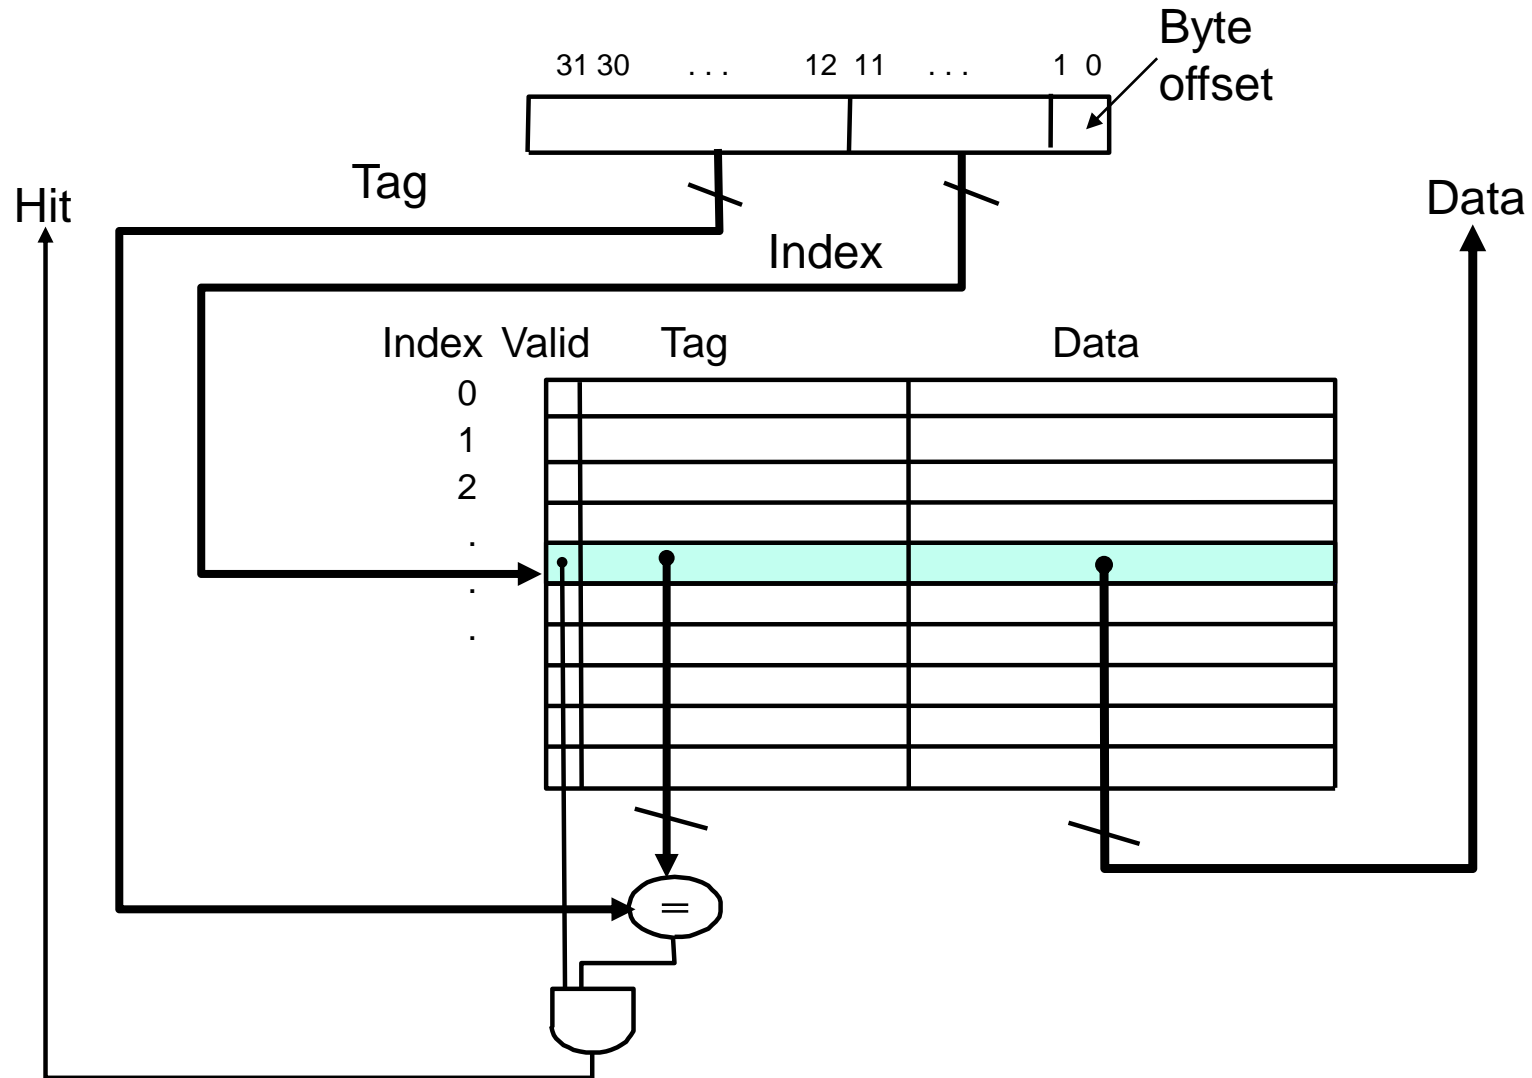 Byte
offset
31 30 . . . 12 11 . . . 1 0
Tag
Hit
Data
Index
Index Valid Tag Data
0
1
2
.
.
.
=